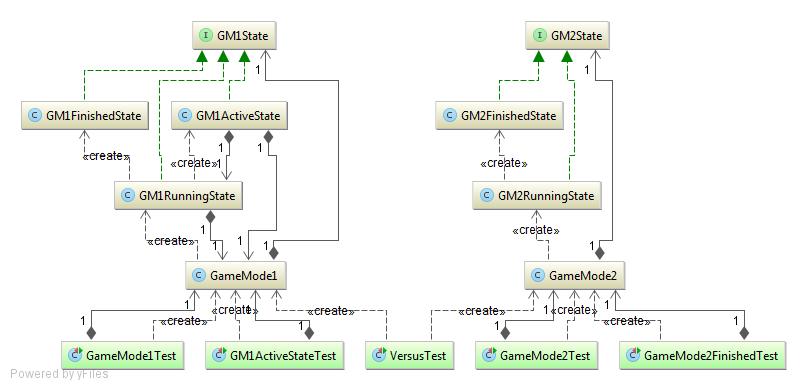 I GM1State
I GM2State
1
1
C GM1FinishedState
C GM1ActiveState
C GM2FinishedState
«create»
«create»
1
1
1
«create»
C GM1RunningState
C GM2RunningState
«create»
1
1
1
1
1
«create»
1
C GameMode1
C GameMode2
1
«create»
«create»
1
1
«create»
1
«create»
«create»
1
1
C GameMode1Test
C GM1ActiveStateTest
C VersusTest
C GameMode2Test
C GameMode2FinishedTest
Powered by yFiles